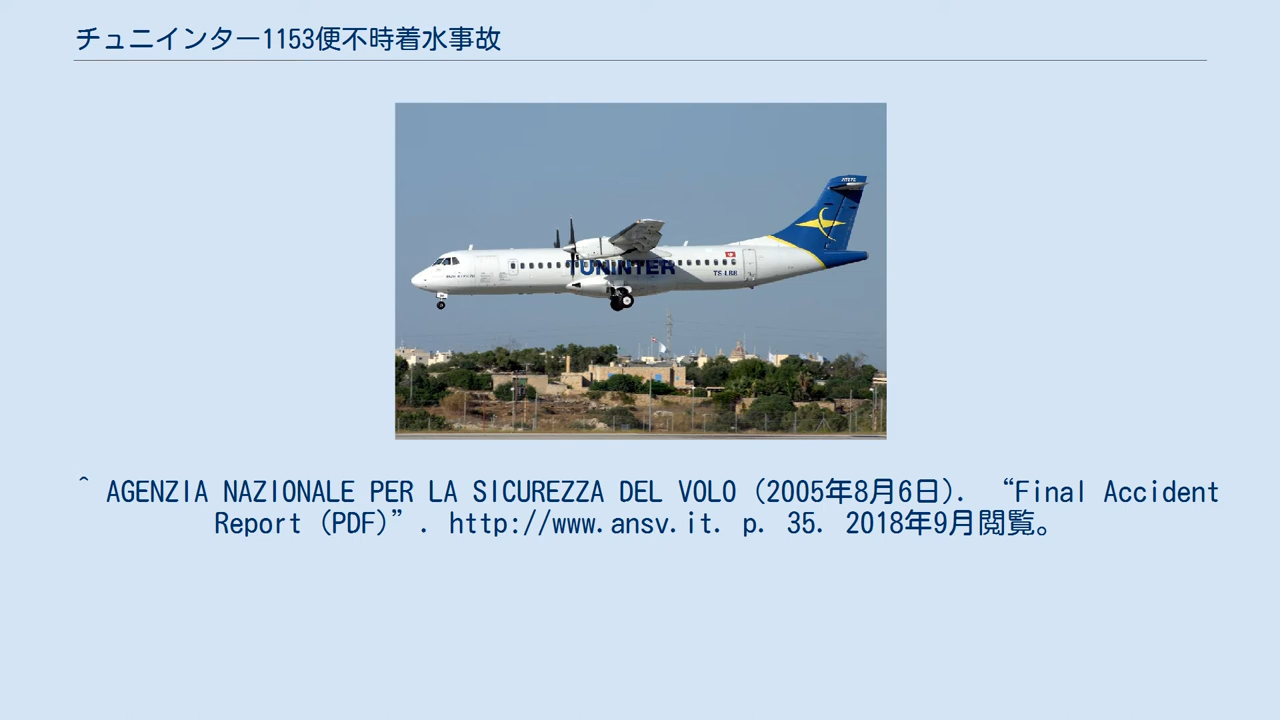 チュニインター1153便不時着水事故
TUNINTER
^ AGENZIA NAZIONALE PER LA SICUREZZA DEL VOLO (2005年8月6日). “Final Accident
Report (PDF)”. http://www.ansv.it. p. 35. 2018年9月閲覧。